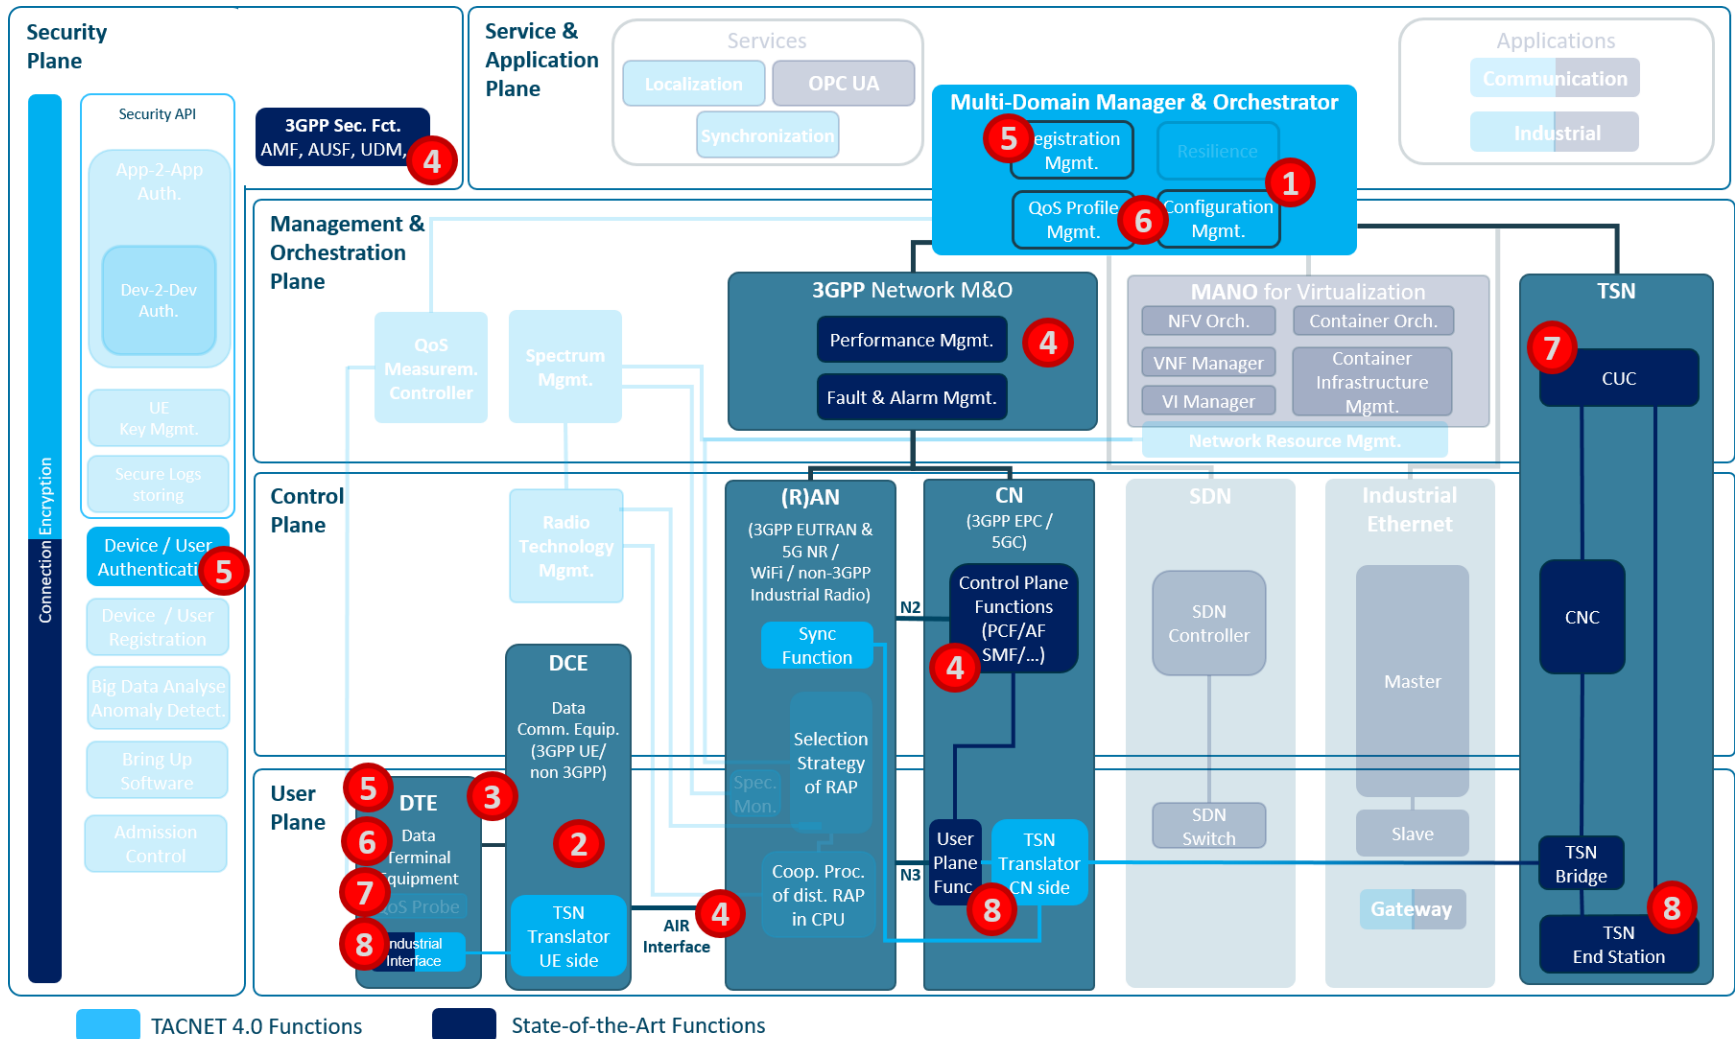 Security
Plane
Security API
App-2-App
Auth.
Dev-2-Dev
Auth.
UE
Key Mgmt.
Secure Logs
storing
Device / User
Authenticati
5
Device / User
Registration
Big Data Analyse
Anomaly Detect.
Bring Up
Software
Admission
Control
Connection Encryption
3GPP Sec. Fct.
AMF, AUSF, UDM,
4
Service &
Application
Plane
Services
Localization
OPC UA
Synchronization
Applications
Communication
Industrial
Multi-Domain Manager & Orchestrator
5
egistration
Mgmt.
Resilience
1
QoS Profile
Mgmt.
6
Configuration
Mgmt.
Management &
Orchestration
Plane
QoS
Measurem.
Controller
Spectrum
Mgmt.
3GPP Network M&O
Performance Mgmt.
4
Fault & Alarm Mgmt.
MANO for Virtualization
NFV Orch.
Container Orch.
VNF Manager
Container
Infrastructure
Mgmt.
VI Manager
Network Resource Mgmt.
TSN
7
CUC
Control
Plane
Radio
Technology
Mgmt.
DCE
Data
Comm. Equip.
(3GPP UE/
non 3GPP)
2
TSN
Translator
UE side
(R)AN
(3GPP EUTRAN &
5G NR /
WiFi / non-3GPP
Industrial Radio)
Sync
Function
Selection
Strategy
of RAP
Spec.
Mon.
Coop. Proc.
of dist. RAP
in CPU
N2
N3
CN
(3GPP EPC /
5GC)
Control Plane
Functions
(PCF/AF
SMF/...)
4
User
Plane
Func.
TSN
Translator
CN side
8
SDN
SDN
Controller
SDN
Switch
Industrial
Ethernet
Master
Slave
Gateway
CNC
TSN
Bridge
8
TSN
End Station
User
Plane
5
DTE
3
6
Data
Terminal
Equipment
7
QoS Probe
8
Industrial
Interface
4
AIR
Interface
TACNET 4.0 Functions
State-of-the-Art Functions